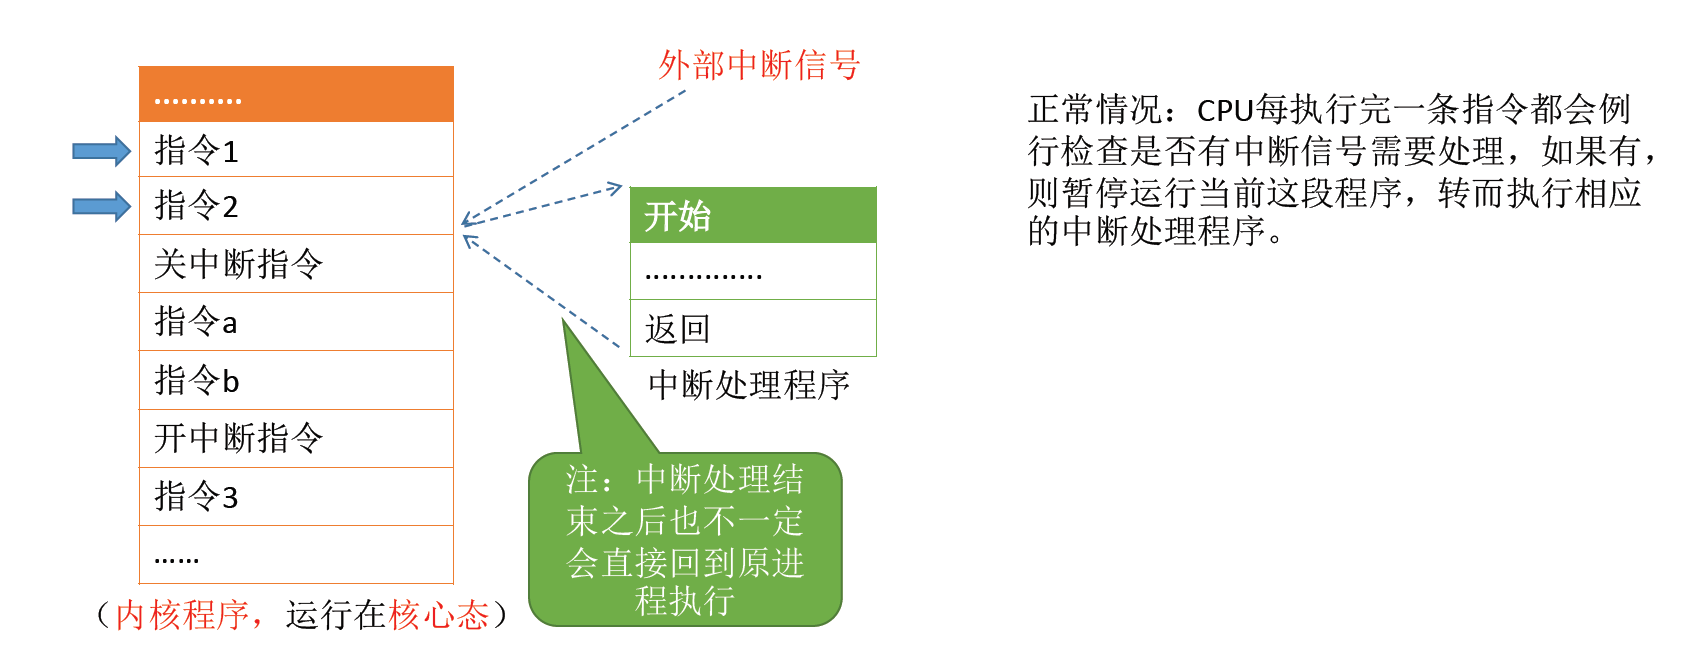 ..........
指令1
指令2
关中断指令
指令a
指令b
开中断指令
指令3
……
（内核程序，运行在核心态）
外部中断信号
开始
..............
返回
中断处理程序
注：中断处理结
束之后也不一定
会直接回到原进
程执行
正常情况：CPU每执行完一条指令都会例
行检查是否有中断信号需要处理，如果有，
则暂停运行当前这段程序，转而执行相应
的中断处理程序。